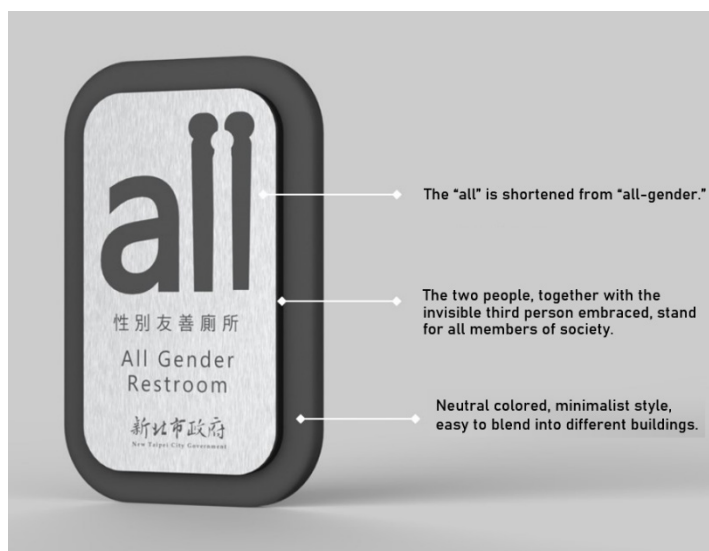 all
性別友善廁所
All Gender
Restroom
新北市政府
New Taipei City Government
The “all” is shortened from “all-gender.”
The two people, together with the
invisible third person embraced, stand
for all members of society.
Neutral colored, minimalist style,
easy to blend into different buildings.